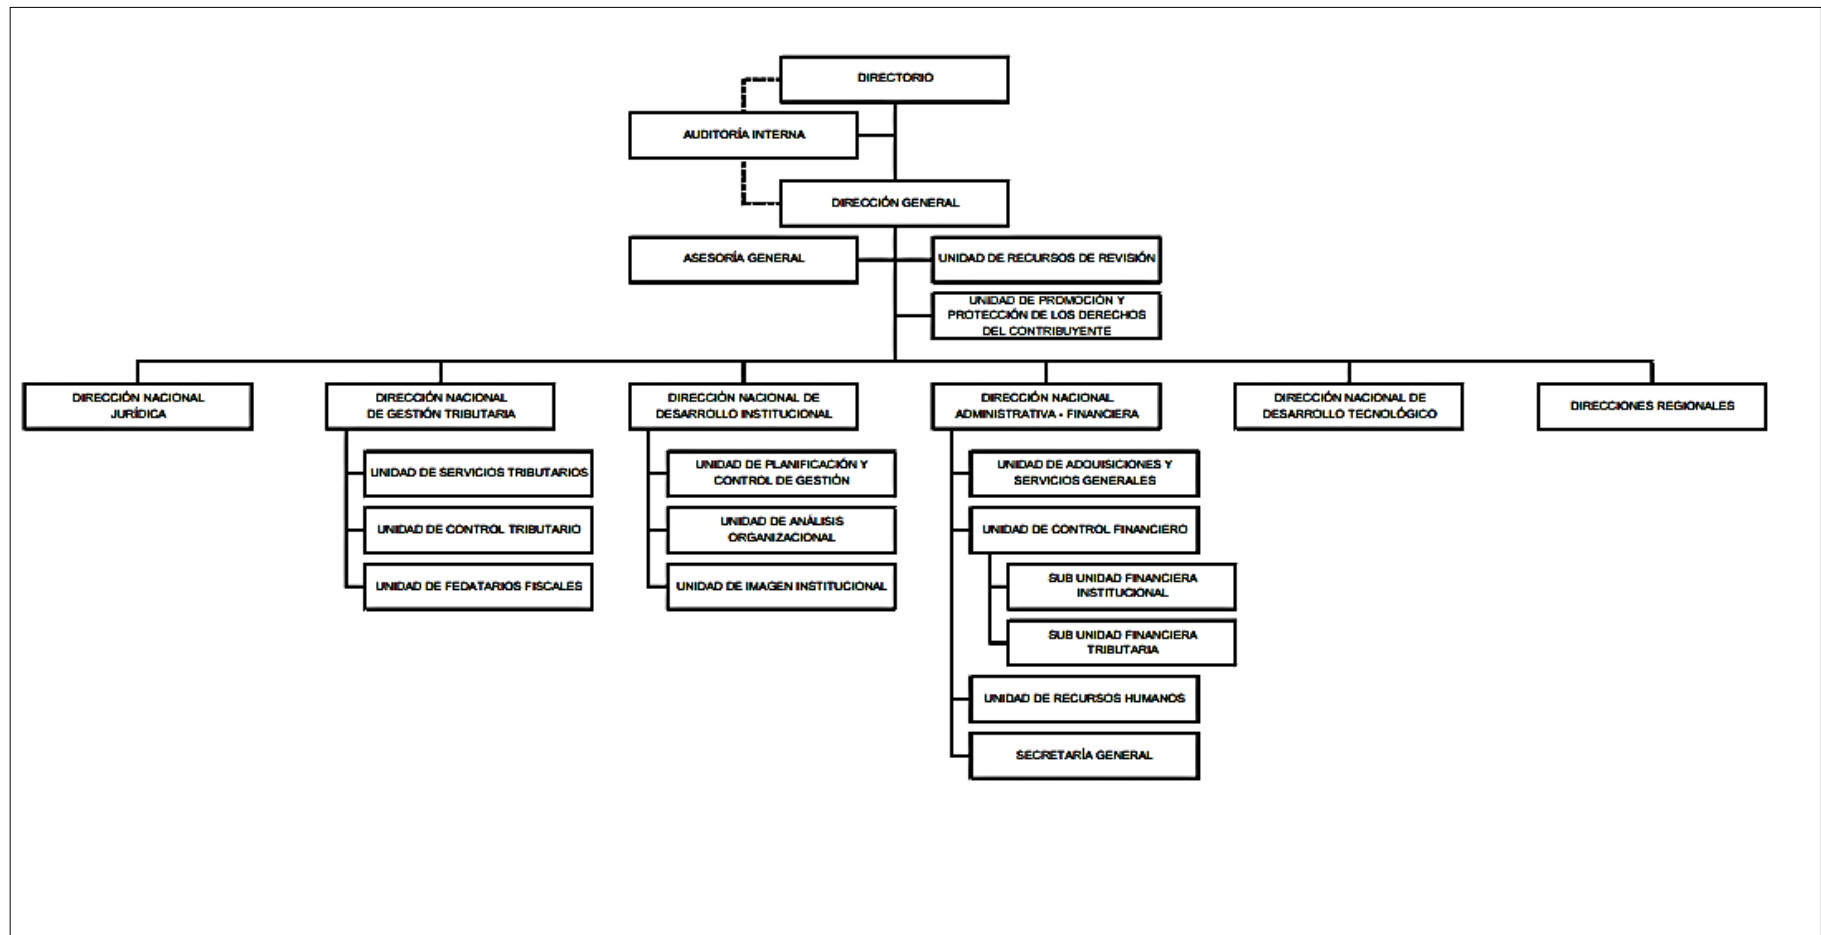 DIRECTORIO
AUDITORÍA INTERNA
DIRECCIÓN GENERAL
ASESORÍA GENERAL
UNIDAD DE RECURSOS DE REVISIÓN
UNIDAD DE PROMOCIÓN Y
PROTECCIÓN DE LOS DERECHOS
DEL CONTRIBUYENTE
DIRECCIÓN NACIONAL
JURÍDICA
DIRECCIÓN NACIONAL
DE GESTIÓN TRIBUTARIA
DIRECCIÓN NACIONAL DE
DESARROLLO INSTITUCIONAL
DIRECCIÓN NACIONAL
ADMINISTRATIVA - FINANCIERA
DIRECCIÓN NACIONAL DE
DESARROLLO TECNOLÓGICO
DIRECCIONES REGIONALES
UNIDAD DE SERVICIOS TRIBUTARIOS
UNIDAD DE CONTROL TRIBUTARIO
UNIDAD DE FEDATARIOS FISCALES
UNIDAD DE PLANIFICACIÓN Y
CONTROL DE GESTIÓN
UNIDAD DE ANÁLISIS
ORGANIZACIONAL
UNIDAD DE IMAGEN INSTITUCIONAL
UNIDAD DE ADQUISICIONES Y
SERVICIOS GENERALES
UNIDAD DE CONTROL FINANCIERO
SUB UNIDAD FINANCIERA
INSTITUCIONAL
SUB UNIDAD FINANCIERA
TRIBUTARIA
UNIDAD DE RECURSOS HUMANOS
SECRETARÍA GENERAL